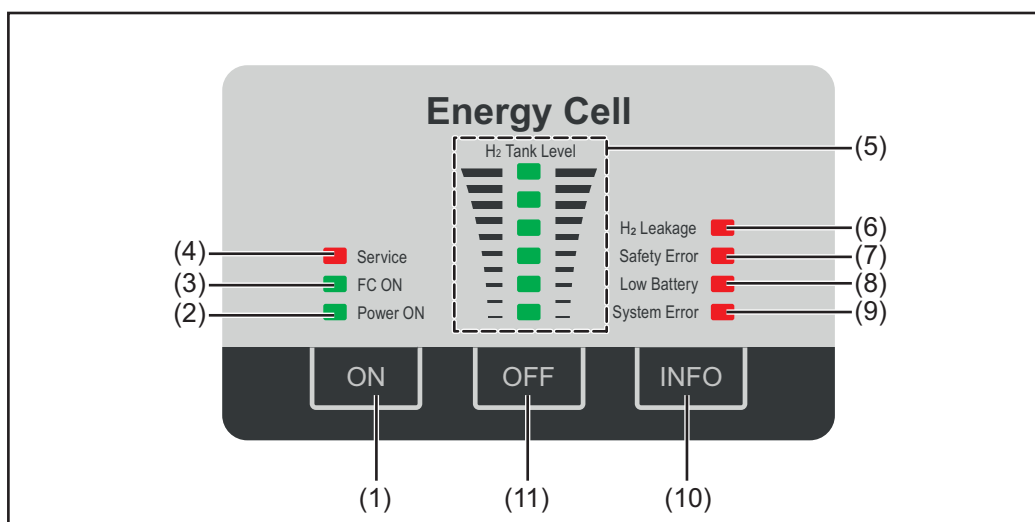 Energy Cell
H₂ Tank Level
(5)
H₂ Leakage
(6)
(4)
Service
Safety Error
(7)
(3)
FC ON
Low Battery
(8)
(2)
Power ON
System Error
(9)
ON
OFF
INFO
(1)
(11)
(10)